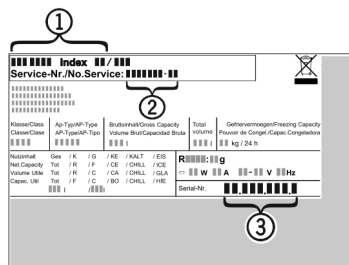 1
Index /
Service-Nr./No.Service: -
2
Klasse/Class Ap-Typ/AP-Type Bruttoinhalt/Gross Capacity Total Gefriervermoegen/Freezing Capacity
Classe/Clase AP-Type/AP-Tipo Volume Brut/Capacidad Bruta volume Pouvoir de Congel./Capac.Congeladora
l l kg / 24 h
Nutzinhalt Ges / K / G / KE / KALT / EIS
Net.Capacity Tot / R / F / CE / CHILL / ICE
Volume Utile Tot / F / C / CA / CHILL / GLA
Capac. Util Tot / F / C / BO / CHILL / HIE
l / l
R : g
W A - V Hz
Serial-Nr.
3